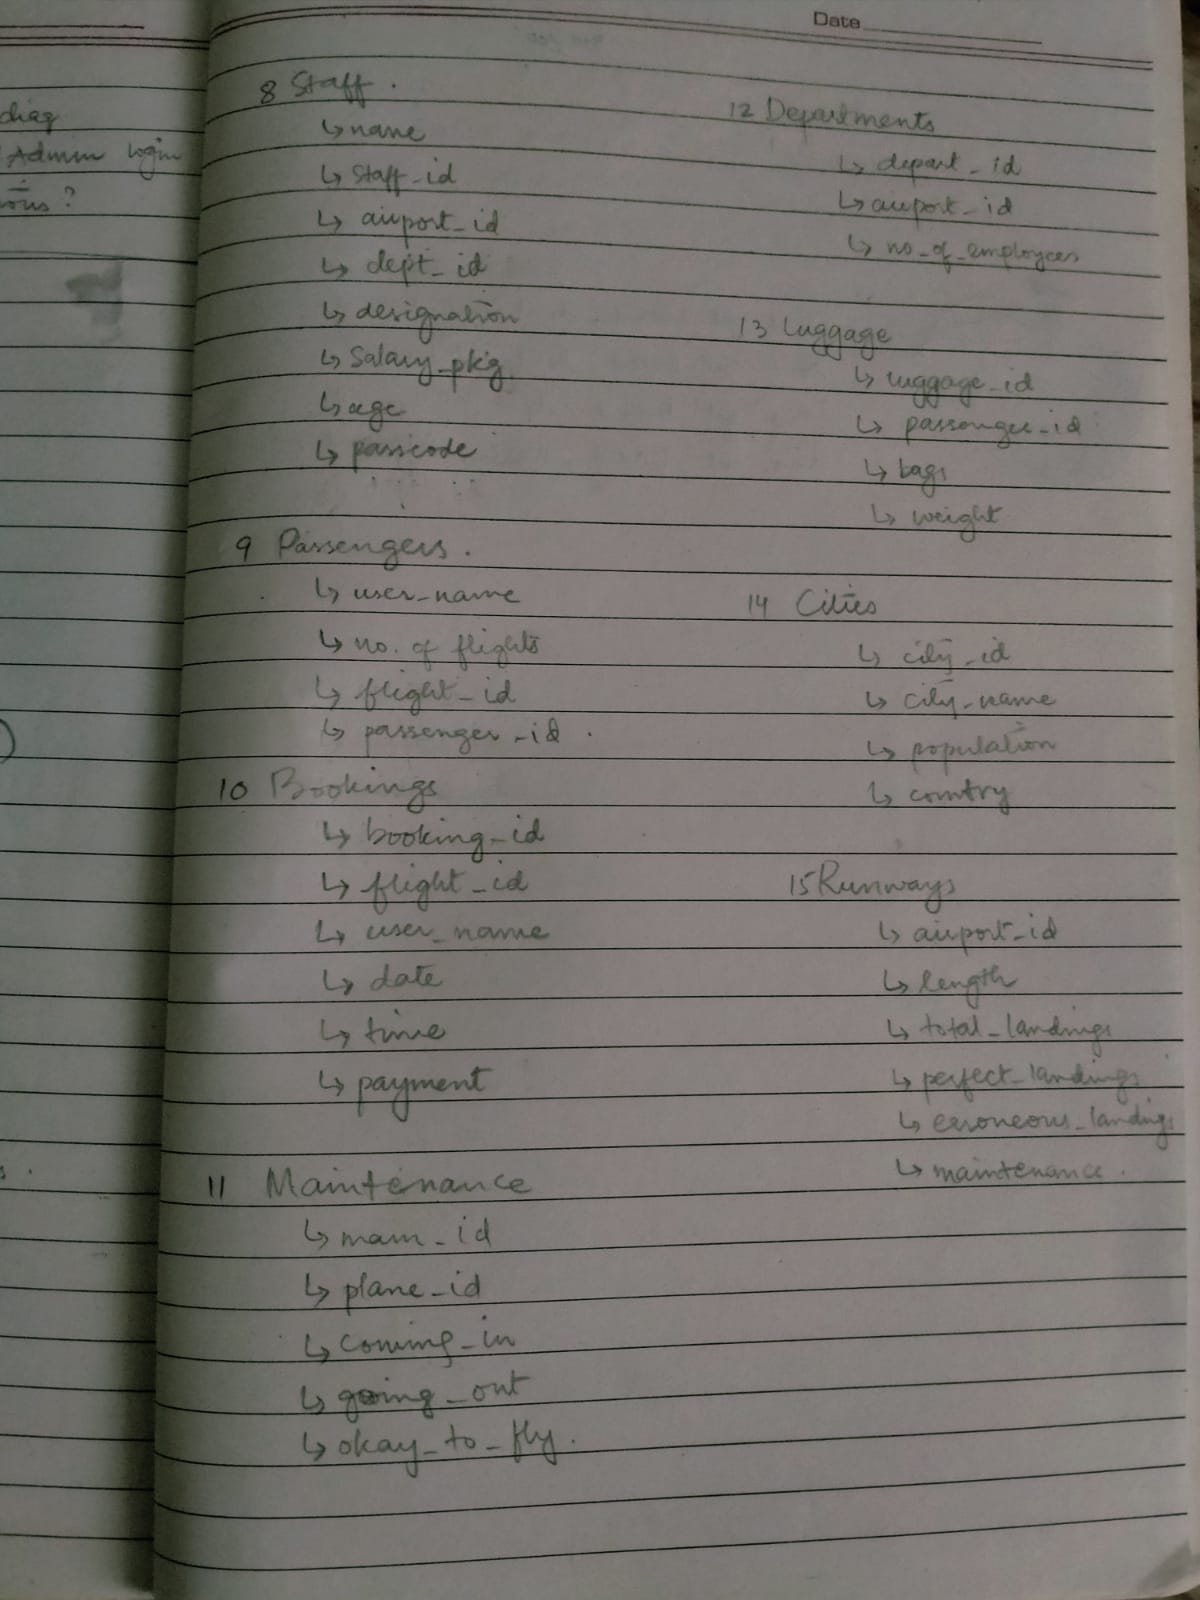 Date
diag
Admin login
ious ?
8 Staff .
↳ name
↳ staff_id
↳ airport_id
↳ dept_id
↳ designation
↳ Salary_pkg
↳ age
↳ passcode
9 Passengers .
↳ user_name
↳ no. of flights
↳ flight_id
↳ passenger_id .
10 Bookings
↳ booking_id
↳ flight_id
↳ user_name
↳ date
↳ time
↳ payment
11 Maintenance
↳ main_id
↳ plane_id
↳ coming_in
↳ going_out
↳ okay_to_fly .
12 Departments
↳ depart_id
↳ airport_id
↳ no_of_employees
13 Luggage
↳ luggage_id
↳ passenger_id
↳ bags
↳ weight
14 Cities
↳ city_id
↳ city_name
↳ population
↳ country
15 Runways
↳ airport_id
↳ length
↳ total_landings
↳ perfect_landings
↳ erroneous_landings
↳ maintenance .